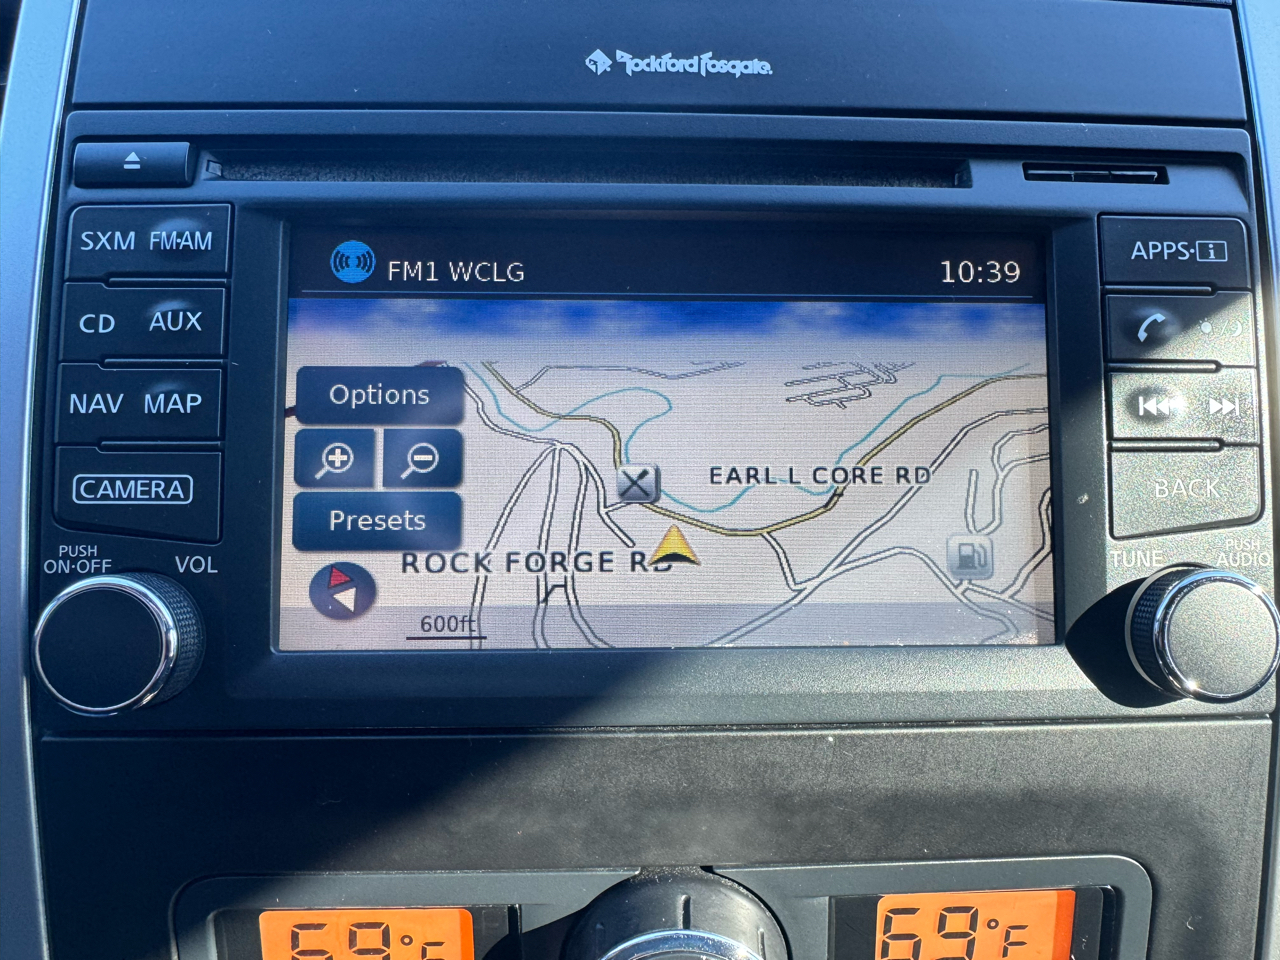 Rockford Fosgate
SXM FM·AM
CD AUX
NAV MAP
CAMERA
PUSH
ON·OFF
VOL
FM1 WCLG
10:39
Options
Presets
EARL L CORE RD
ROCK FORGE RD
600ft
APPS·i
BACK
TUNE
PUSH
AUDIO
69°F
69°F